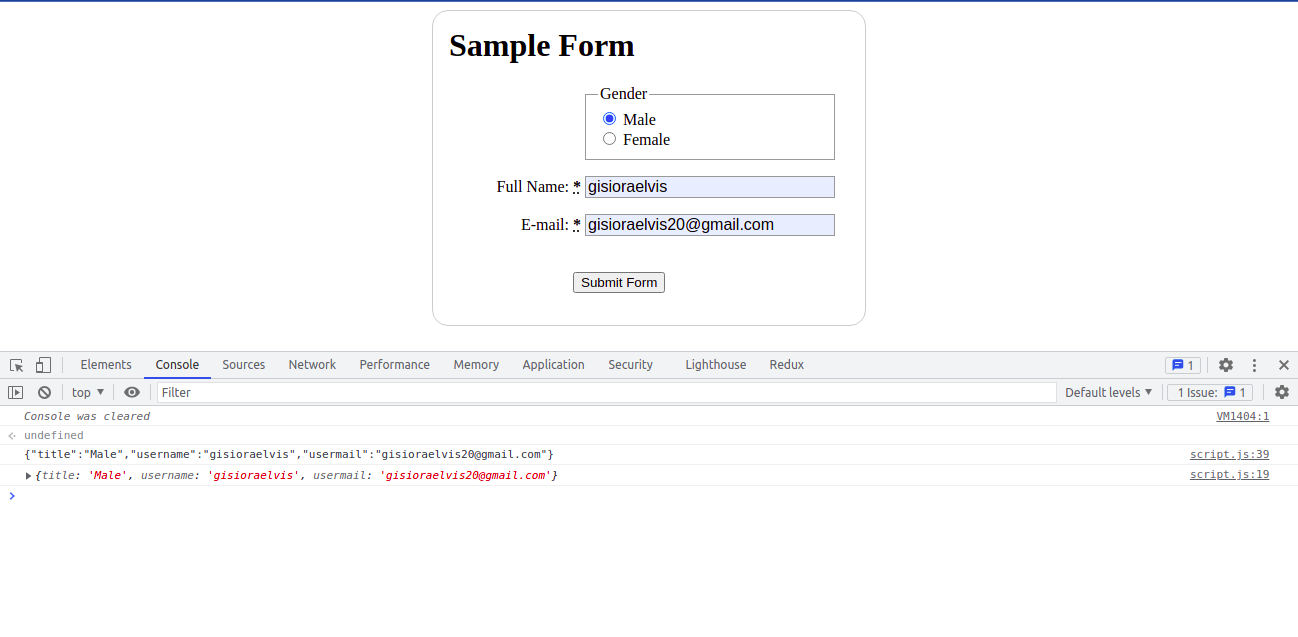 Sample Form
Gender
Male
Female
Full Name: * gisioraelvis
E-mail: * gisioraelvis20@gmail.com
Submit Form
Elements Console Sources Network Performance Memory Application Security Lighthouse Redux 1
top Filter Default levels 1 Issue: 1
Console was cleared VM1404:1
undefined
{"title":"Male","username":"gisioraelvis","usermail":"gisioraelvis20@gmail.com"} script.js:39
{title: 'Male', username: 'gisioraelvis', usermail: 'gisioraelvis20@gmail.com'} script.js:19